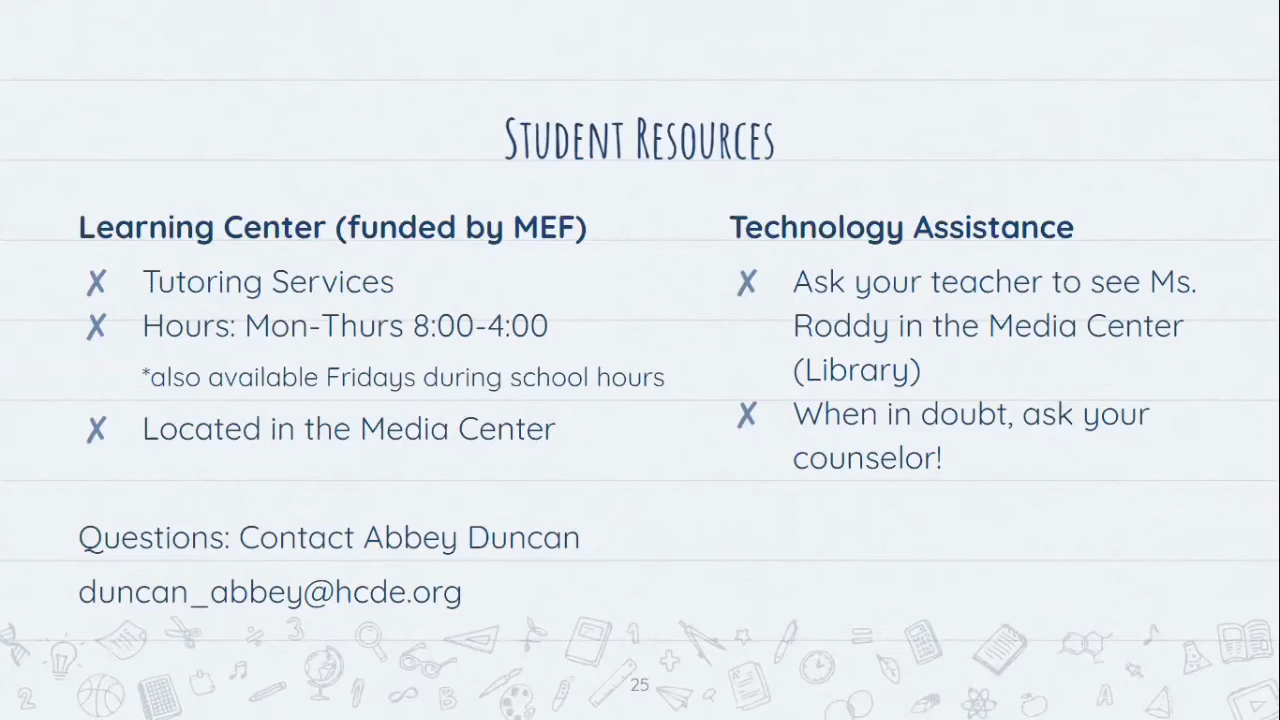 Student Resources
Learning Center (funded by MEF)
✗ Tutoring Services
✗ Hours: Mon-Thurs 8:00-4:00
*also available Fridays during school hours
✗ Located in the Media Center
Questions: Contact Abbey Duncan
duncan_abbey@hcde.org
Technology Assistance
✗ Ask your teacher to see Ms.
Roddy in the Media Center
(Library)
✗ When in doubt, ask your
counselor!
25